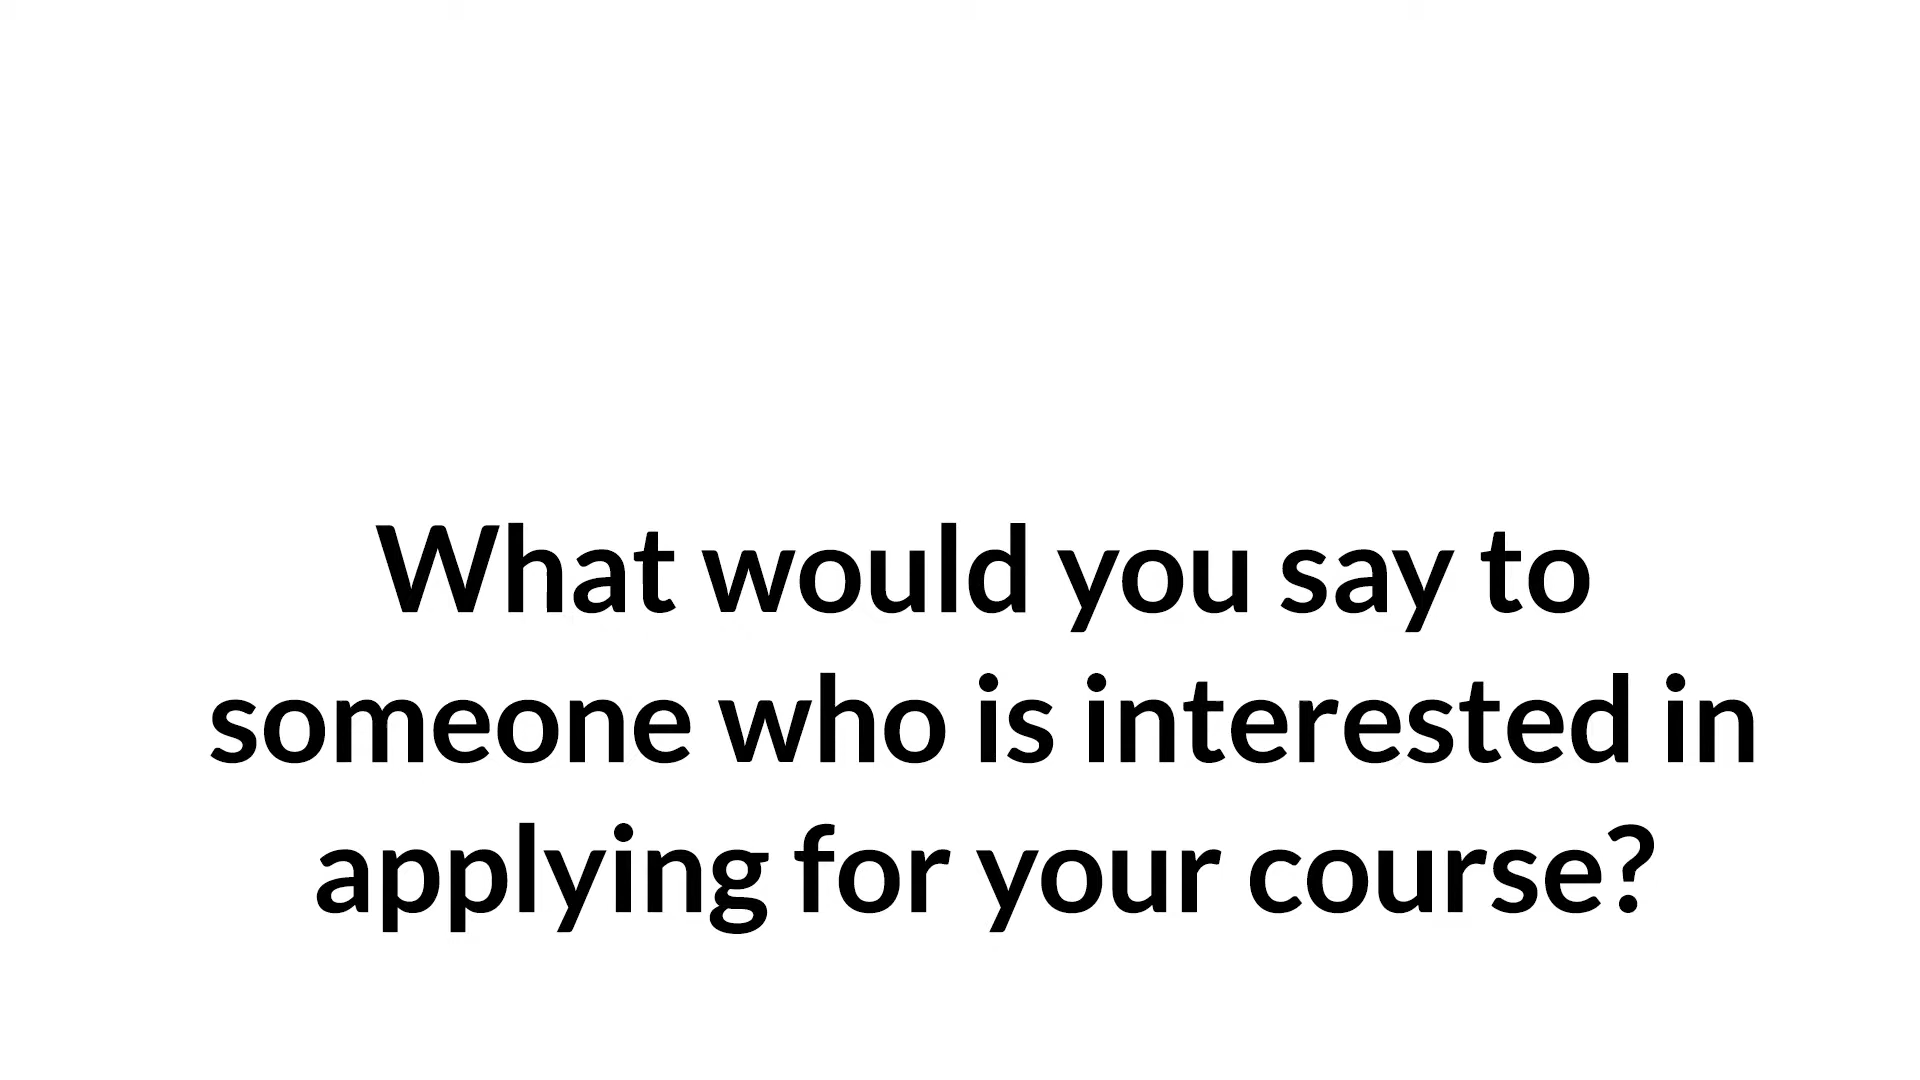 What would you say to
someone who is interested in
applying for your course?